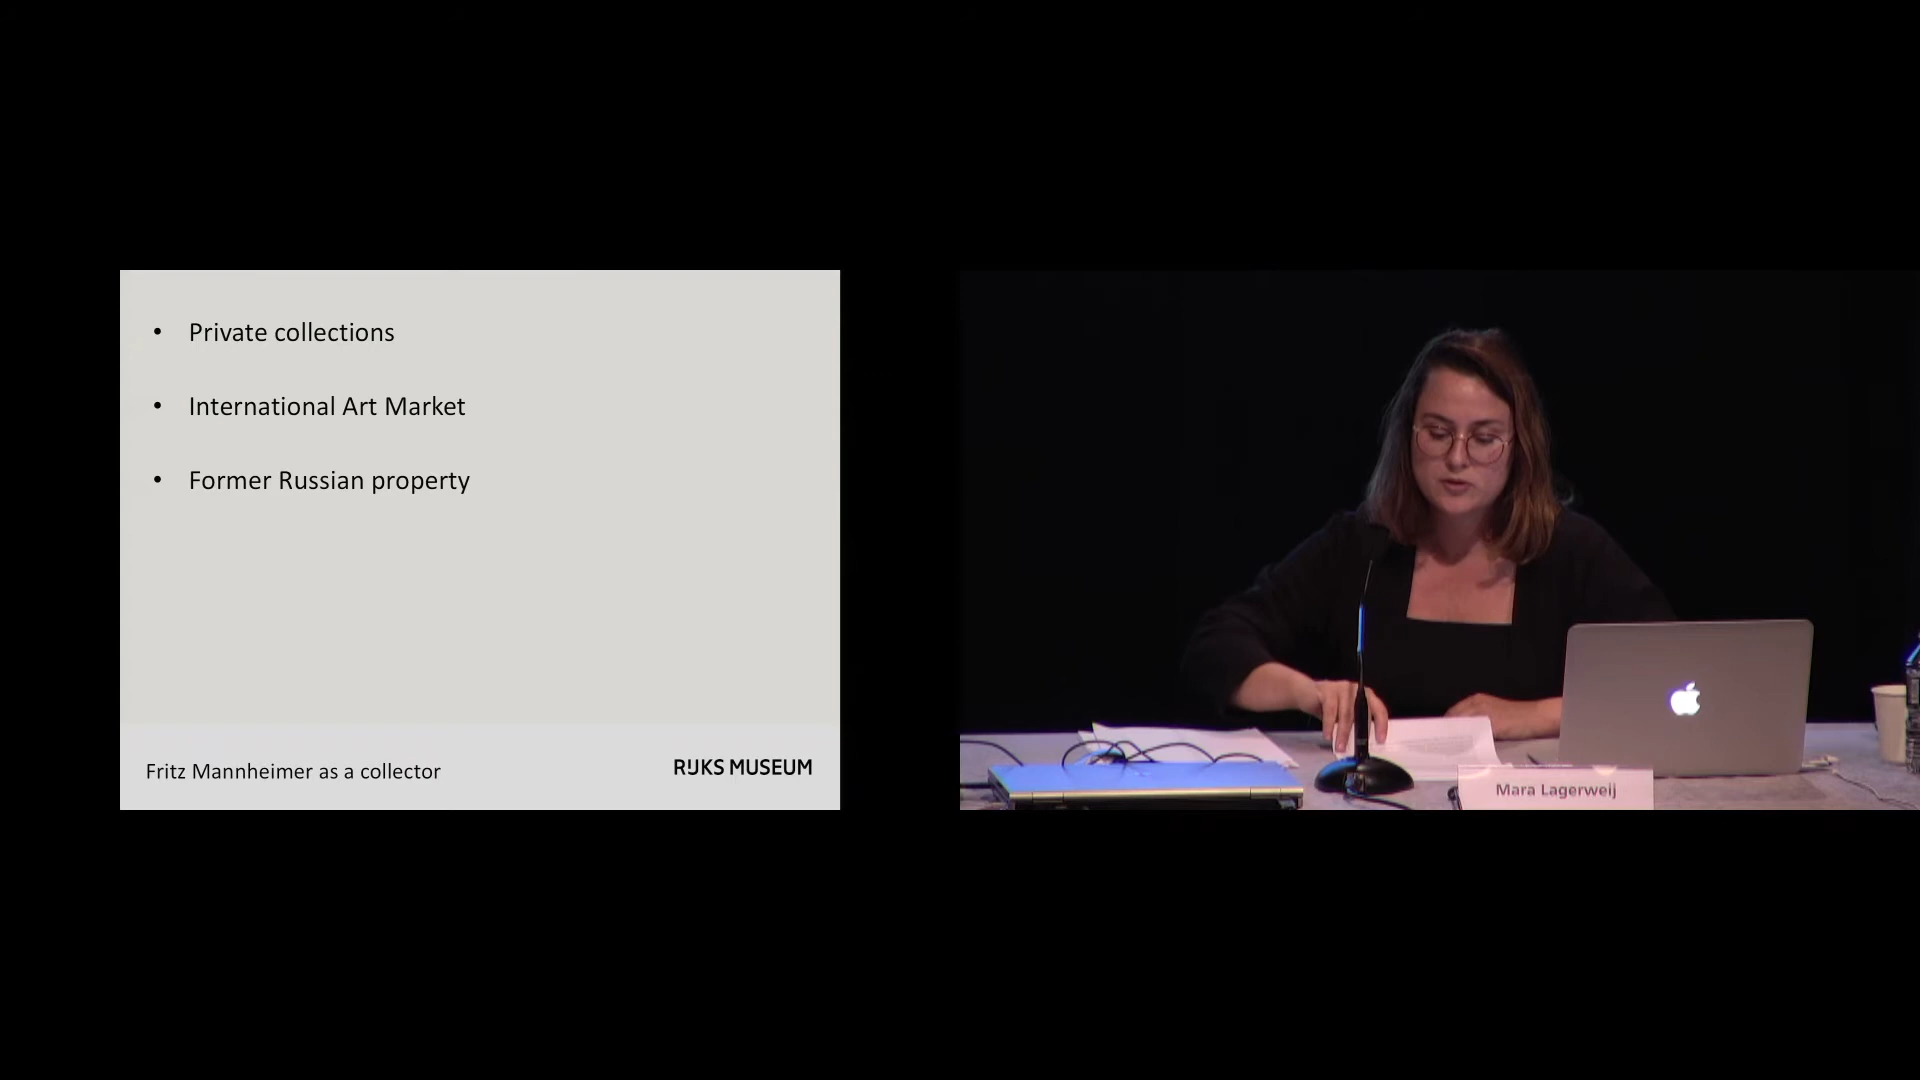 • Private collections
• International Art Market
• Former Russian property
Fritz Mannheimer as a collector
RIJKS MUSEUM
Mara Lagerweij